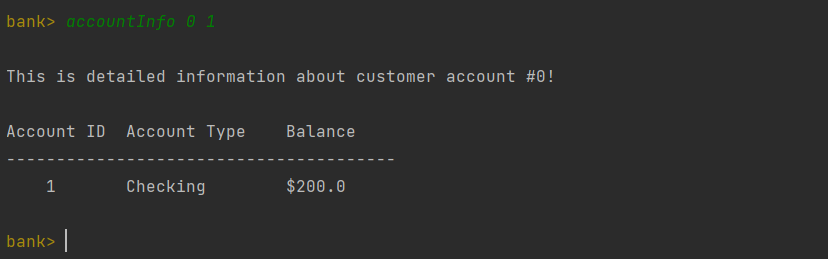 bank> accountInfo 0 1
This is detailed information about customer account #0!
Account ID  Account Type    Balance
---------------------------------------
    1       Checking        $200.0
bank>